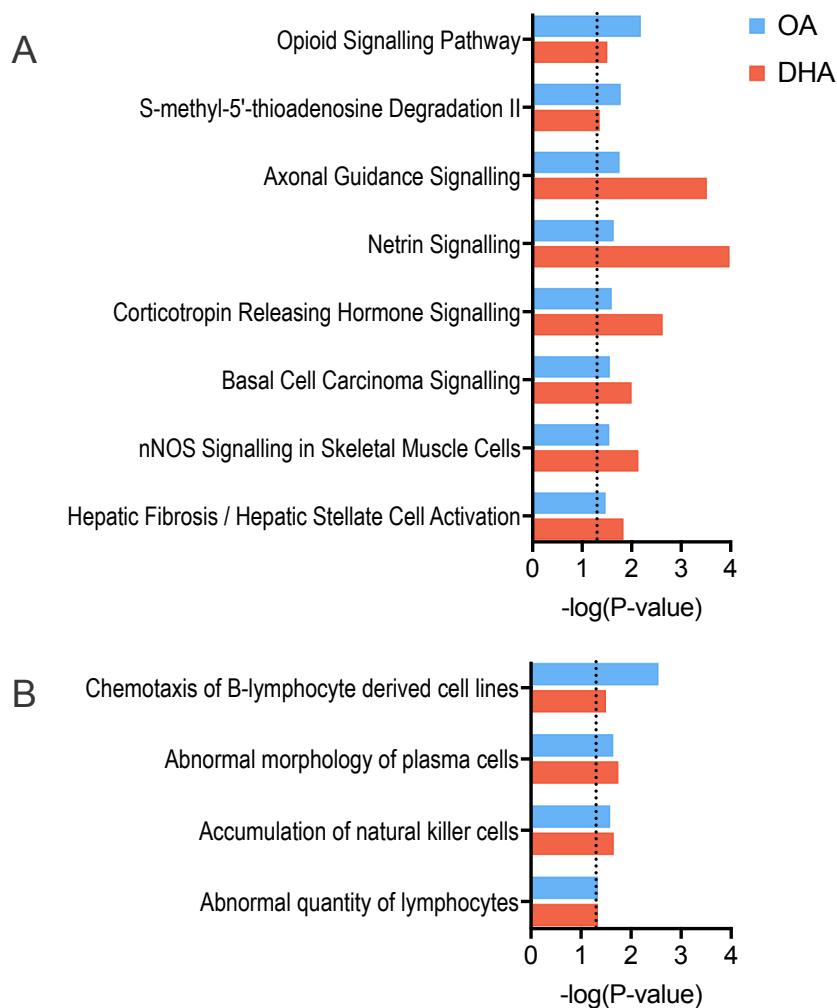 A
OA
DHA
Opioid Signalling Pathway
S-methyl-5'-thioadenosine Degradation II
Axonal Guidance Signalling
Netrin Signalling
Corticotropin Releasing Hormone Signalling
Basal Cell Carcinoma Signalling
nNOS Signalling in Skeletal Muscle Cells
Hepatic Fibrosis / Hepatic Stellate Cell Activation
0 1 2 3 4
-log(P-value)
B
Chemotaxis of B-lymphocyte derived cell lines
Abnormal morphology of plasma cells
Accumulation of natural killer cells
Abnormal quantity of lymphocytes
0 1 2 3 4
-log(P-value)